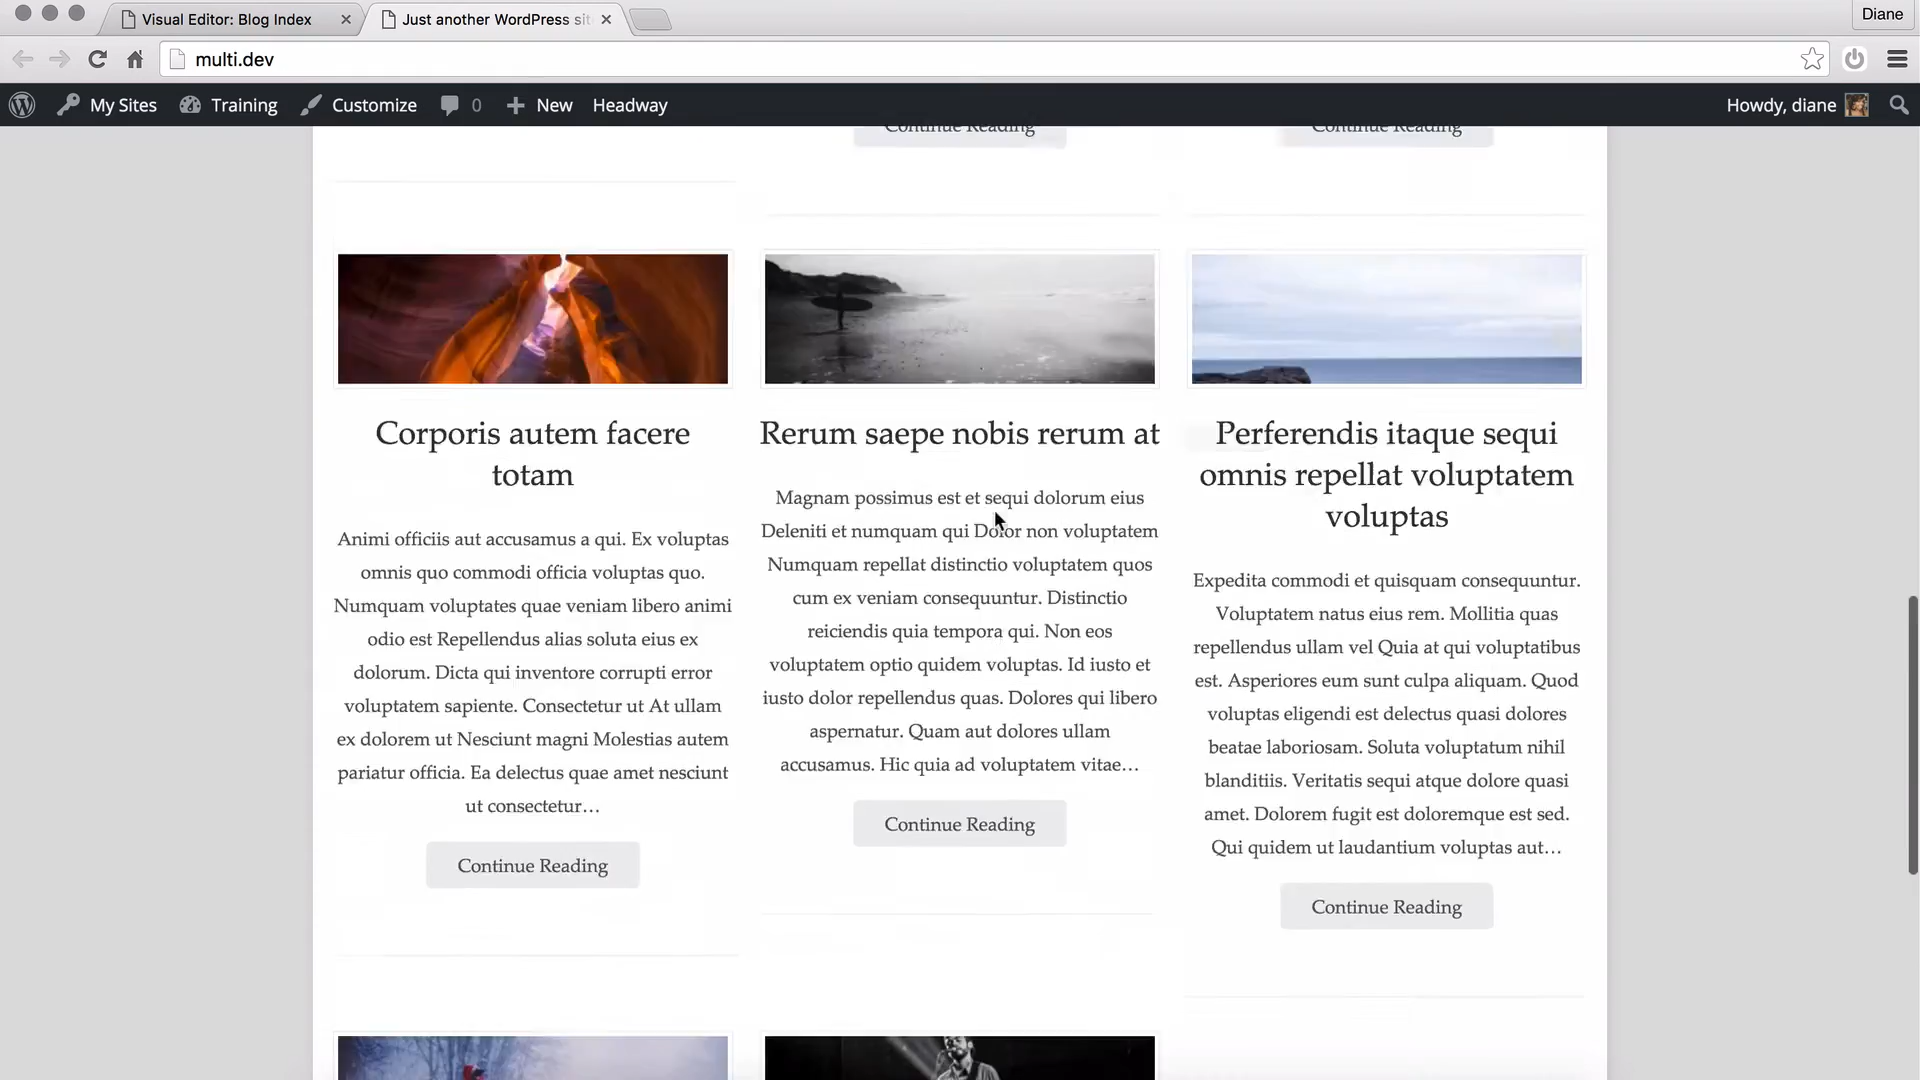 Visual Editor: Blog Index
Just another WordPress sit
Diane
multi.dev
My Sites
Training
Customize
0
New
Headway
Howdy, diane
Continue Reading
Continue Reading
Corporis autem facere
totam
Animi officiis aut accusamus a qui. Ex voluptas
omnis quo commodi officia voluptas quo.
Numquam voluptates quae veniam libero animi
odio est Repellendus alias soluta eius ex
dolorum. Dicta qui inventore corrupti error
voluptatem sapiente. Consectetur ut At ullam
ex dolorem ut Nesciunt magni Molestias autem
pariatur officia. Ea delectus quae amet nesciunt
ut consectetur…
Continue Reading
Rerum saepe nobis rerum at
Magnam possimus est et sequi dolorum eius
Deleniti et numquam qui Dolor non voluptatem
Numquam repellat distinctio voluptatem quos
cum ex veniam consequuntur. Distinctio
reiciendis quia tempora qui. Non eos
voluptatem optio quidem voluptas. Id iusto et
iusto dolor repellendus quas. Dolores qui libero
aspernatur. Quam aut dolores ullam
accusamus. Hic quia ad voluptatem vitae…
Continue Reading
Perferendis itaque sequi
omnis repellat voluptatem
voluptas
Expedita commodi et quisquam consequuntur.
Voluptatem natus eius rem. Mollitia quas
repellendus ullam vel Quia at qui voluptatibus
est. Asperiores eum sunt culpa aliquam. Quod
voluptas eligendi est delectus quasi dolores
beatae laboriosam. Soluta voluptatum nihil
blanditiis. Veritatis sequi atque dolore quasi
amet. Dolorem fugit est doloremque est sed.
Qui quidem ut laudantium voluptas aut…
Continue Reading